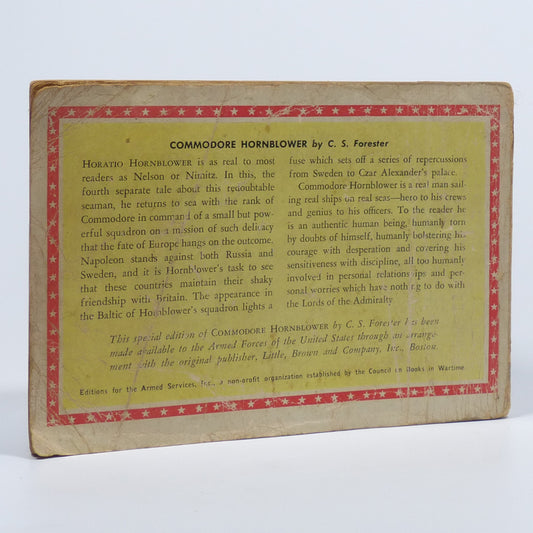 COMMODORE HORNBLOWER by C. S. Forester
HORATIO HORNBLOWER is as real to most
readers as Nelson or Nimitz. In this, the
fourth separate tale about this redoubtable
seaman, he returns to sea with the rank of
Commodore in command of a small but pow-
erful squadron on a mission of such delicacy
that the fate of Europe hangs on the outcome.
Napoleon stands against both Russia and
Sweden, and it is Hornblower's task to see
that these countries maintain their shaky
friendship with Britain. The appearance in
the Baltic of Hornblower's squadron lights a
fuse which sets off a series of repercussions
from Sweden to Czar Alexander's palace.
Commodore Hornblower is a real man sail-
ing real ships on real seas—hero to his crews
and genius to his officers. To the reader he
is an authentic human being, humanly torn
by doubts of himself, humanly bolstering his
courage with desperation and covering his
sensitiveness with discipline, all too humanly
involved in personal relationships and per-
sonal worries which have nothing to do with
the Lords of the Admiralty
This special edition of COMMODORE HORNBLOWER by C. S. Forester has been
made available to the Armed Forces of the United States through an arrange-
ment with the original publisher, Little, Brown and Company, Inc., Boston.
Editions for the Armed Services, Inc., a non-profit organization established by the Council on Books in Wartime